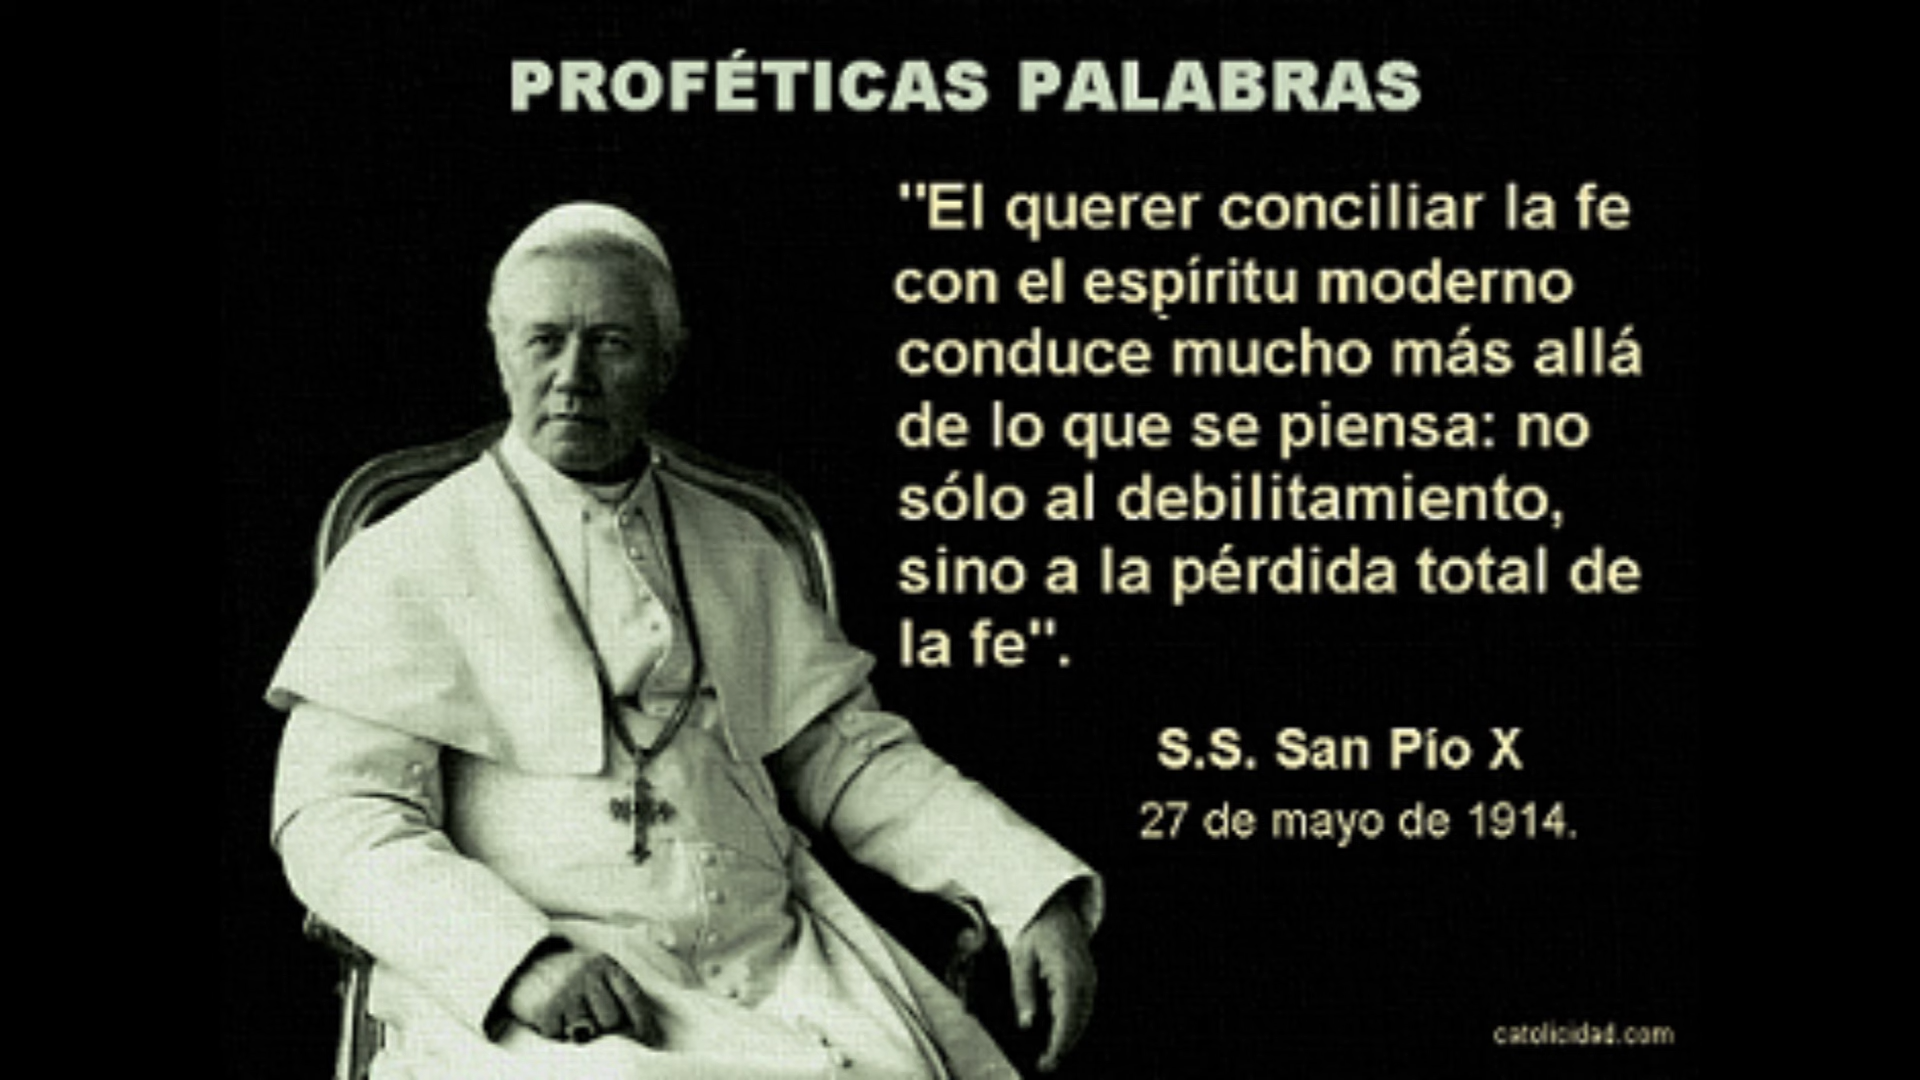 PROFÉTICAS PALABRAS
"El querer conciliar la fe
con el espíritu moderno
conduce mucho más allá
de lo que se piensa: no
sólo al debilitamiento,
sino a la pérdida total de
la fe".
S.S. San Pío X
27 de mayo de 1914.
catolicidad.com